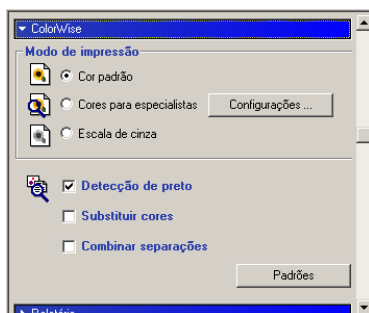 ColorWise
Modo de impressão
Cor padrão
Cores para especialistas
Configurações ...
Escala de cinza
Detecção de preto
Substituir cores
Combinar separações
Padrões
Relatório